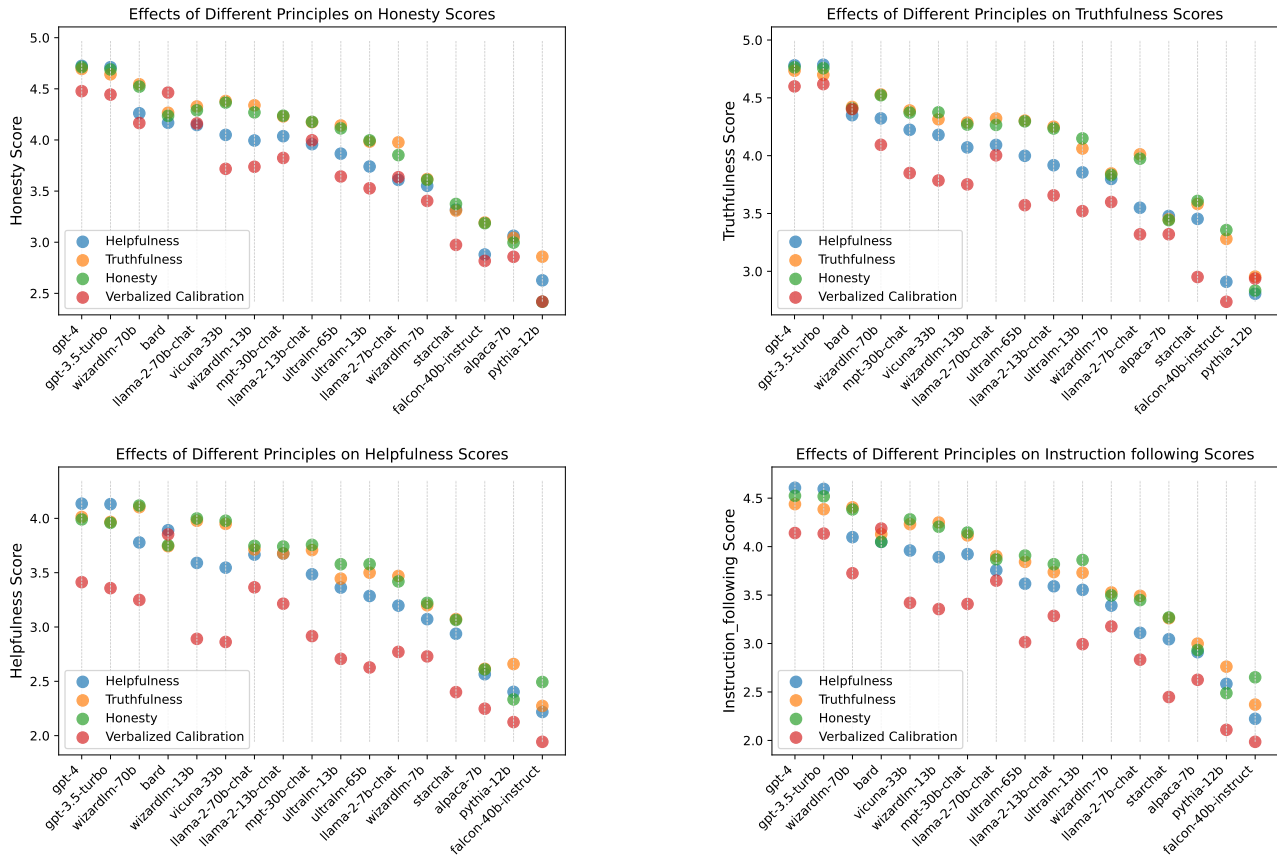 Effects of Different Principles on Honesty Scores
5.0
4.5
4.0
3.5
3.0
2.5
Honesty Score
Helpfulness
Truthfulness
Honesty
Verbalized Calibration
gpt-4
gpt-3.5-turbo
wizardlm-70b
bard
llama-2-70b-chat
vicuna-33b
wizardlm-13b
mpt-30b-chat
llama-2-13b-chat
ultralm-65b
ultralm-13b
llama-2-7b-chat
wizardlm-7b
starchat
falcon-40b-instruct
alpaca-7b
pythia-12b
Effects of Different Principles on Truthfulness Scores
5.0
4.5
4.0
3.5
3.0
Truthfulness Score
Helpfulness
Truthfulness
Honesty
Verbalized Calibration
gpt-4
gpt-3.5-turbo
bard
wizardlm-70b
mpt-30b-chat
vicuna-33b
wizardlm-13b
llama-2-70b-chat
ultralm-65b
llama-2-13b-chat
ultralm-13b
wizardlm-7b
llama-2-7b-chat
alpaca-7b
starchat
falcon-40b-instruct
pythia-12b
Effects of Different Principles on Helpfulness Scores
4.0
3.5
3.0
2.5
2.0
Helpfulness Score
Helpfulness
Truthfulness
Honesty
Verbalized Calibration
gpt-4
gpt-3.5-turbo
wizardlm-70b
bard
wizardlm-13b
vicuna-33b
llama-2-70b-chat
llama-2-13b-chat
mpt-30b-chat
ultralm-13b
ultralm-65b
llama-2-7b-chat
wizardlm-7b
starchat
alpaca-7b
pythia-12b
falcon-40b-instruct
Effects of Different Principles on Instruction following Scores
4.5
4.0
3.5
3.0
2.5
2.0
Instruction_following Score
Helpfulness
Truthfulness
Honesty
Verbalized Calibration
gpt-4
gpt-3.5-turbo
wizardlm-70b
bard
vicuna-33b
wizardlm-13b
mpt-30b-chat
llama-2-70b-chat
ultralm-65b
llama-2-13b-chat
ultralm-13b
wizardlm-7b
llama-2-7b-chat
starchat
alpaca-7b
pythia-12b
falcon-40b-instruct